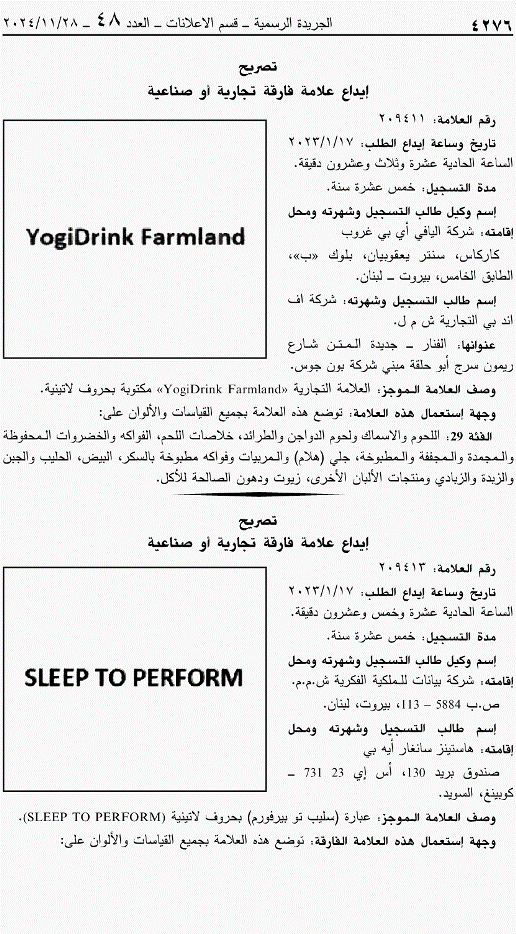 ٤٢٧٦
الجريدة الرسمية ـ قسم الاعلانات ـ العدد ٤٨ ـ ٢٠٢٤/١١/٢٨
تصريح
إيداع علامة فارقة تجارية أو صناعية
رقم العلامة: ٢٠٩٤١١
تاريخ وساعة إيداع الطلب: ٢٠٢٣/١/١٧
الساعة الحادية عشرة وثلاث وعشرون دقيقة.
مدة التسجيل: خمس عشرة سنة.
إسم وكيل طالب التسجيل وشهرته ومحل
إقامته: شركة اليافي أي بي غروب
كاركاس، سنتر يعقوبيان، بلوك «ب»،
الطابق الخامس، بيروت ـ لبنان.
إسم طالب التسجيل وشهرته: شركة اف
اند بي التجارية ش م ل.
عنوانها: الفنار ـ جديدة المتن شارع
ريمون سرج أبو حلقة مبني شركة بون جوس.
YogiDrink Farmland
وصف العلامة الموجز: العلامة التجارية «YogiDrink Farmland» مكتوبة بحروف لاتينية.
وجهة إستعمال هذه العلامة: توضع هذه العلامة بجميع القياسات والألوان على:
الفئة 29: اللحوم والاسماك ولحوم الدواجن والطرائد، خلاصات اللحم، الفواكه والخضروات المحفوظة
والمجمدة والمجففة والمطبوخة، جلي (هلام) والمربيات وفواكه مطبوخة بالسكر، البيض، الحليب والجبن
والزبدة والزبادي ومنتجات الألبان الأخرى، زيوت ودهون الصالحة للأكل.
تصريح
إيداع علامة فارقة تجارية أو صناعية
رقم العلامة: ٢٠٩٤١٣
تاريخ وساعة إيداع الطلب: ٢٠٢٣/١/١٧
الساعة الحادية عشرة وخمس وعشرون دقيقة.
مدة التسجيل: خمس عشرة سنة.
إسم وكيل طالب التسجيل وشهرته ومحل
إقامته: شركة بيانات للملكية الفكرية ش.م.م.
ص.ب 5884 – 113، بيروت، لبنان.
إسم طالب التسجيل وشهرته ومحل
إقامته: هاستينز سانغار أيه بي
صندوق بريد 130، أس إي 23 731 ـ
كوبينغ، السويد.
SLEEP TO PERFORM
وصف العلامة الموجز: عبارة (سليب تو بيرفورم) بحروف لاتينية (SLEEP TO PERFORM).
وجهة إستعمال هذه العلامة الفارقة: توضع هذه العلامة بجميع القياسات والألوان على: